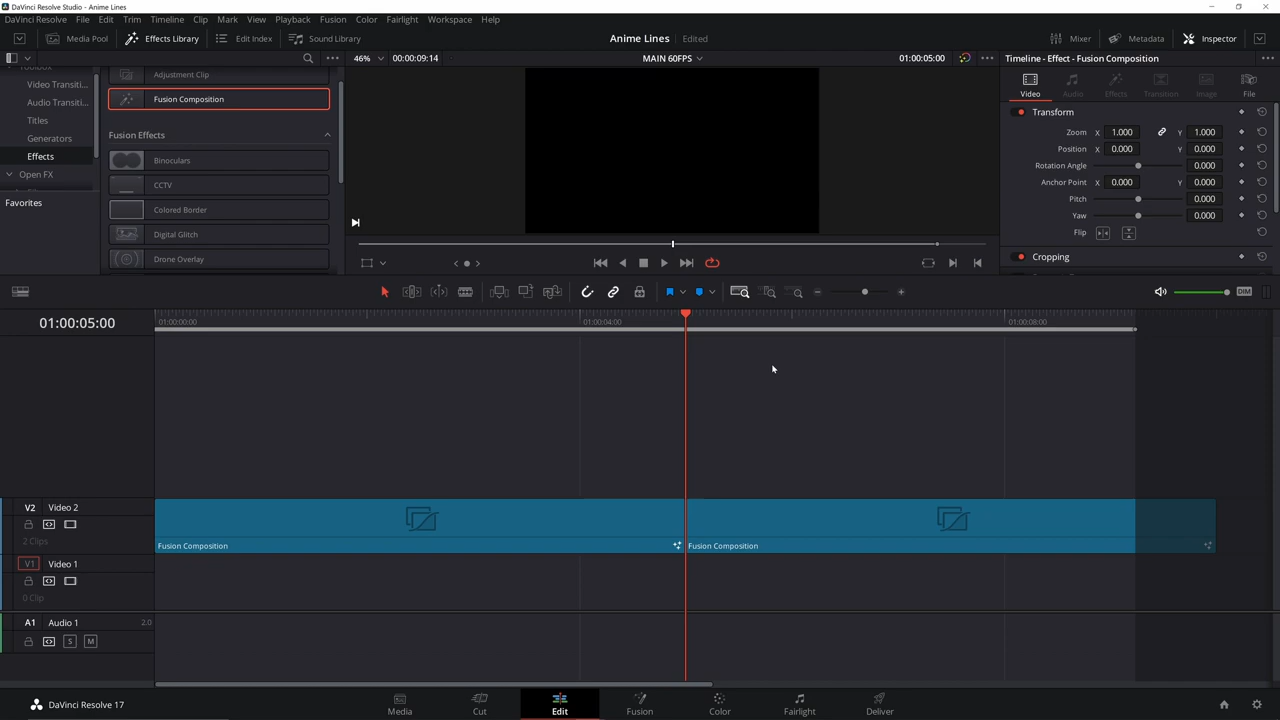 DaVinci Resolve Studio - Anime Lines
DaVinci Resolve File Edit Trim Timeline Clip Mark View Playback Fusion Color Fairlight Workspace Help
Media Pool Effects Library Edit Index Sound Library Anime Lines Edited Mixer Metadata Inspector
46% 00:00:09:14 MAIN 60FPS 01:00:05:00 Timeline - Effect - Fusion Composition
Toolbox
Video Transiti...
Audio Transiti...
Titles
Generators
Effects
Open FX
Favorites
Adjustment Clip
Fusion Composition
Fusion Effects
Binoculars
CCTV
Colored Border
Digital Glitch
Drone Overlay
Video Audio Effects Transition Image File
Transform
Zoom X 1.000 Y 1.000
Position X 0.000 Y 0.000
Rotation Angle 0.000
Anchor Point X 0.000 Y 0.000
Pitch 0.000
Yaw 0.000
Flip
Cropping
DIM
01:00:05:00
01:00:00:00 01:00:04:00 01:00:08:00
V2 Video 2
2 Clips
Fusion Composition Fusion Composition
V1 Video 1
0 Clip
A1 Audio 1 2.0
S M
DaVinci Resolve 17
Media Cut Edit Fusion Color Fairlight Deliver